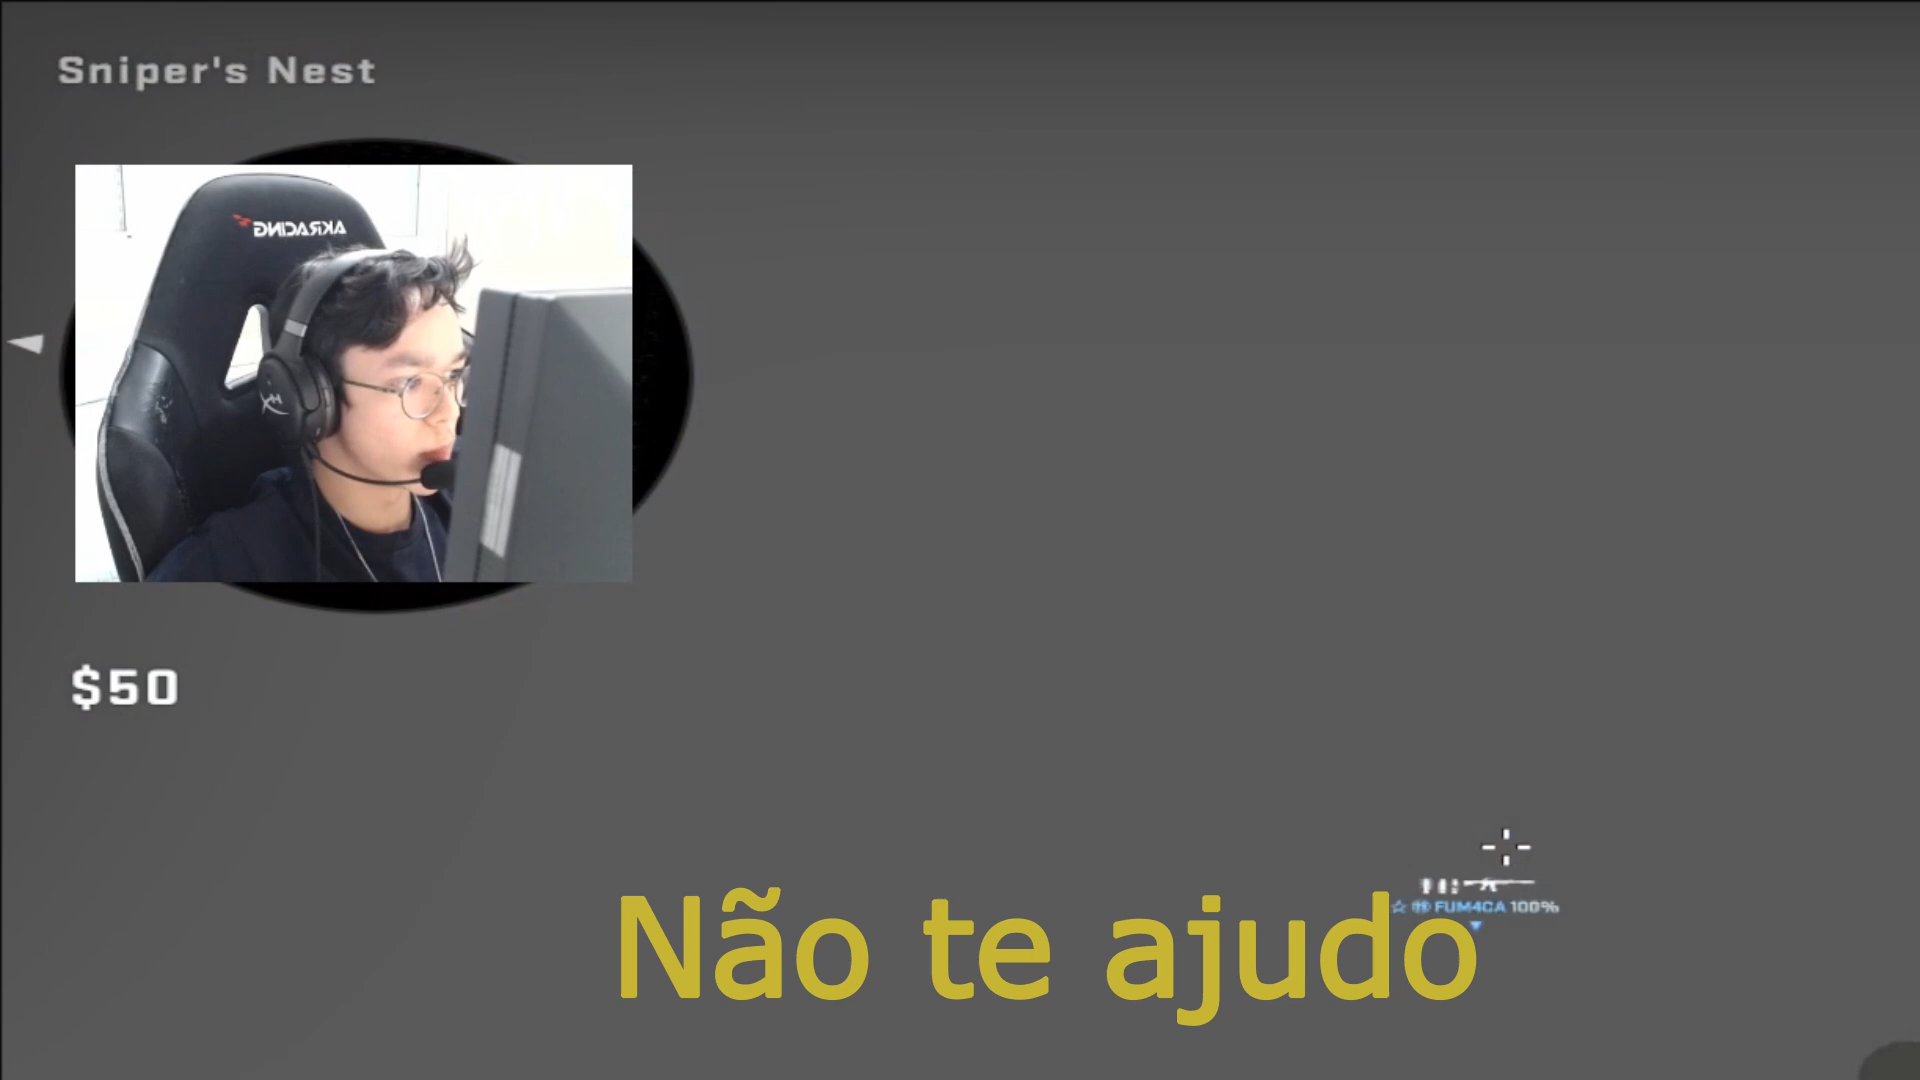 Sniper's Nest
AKRACING
$50
FUM4CA 100%
Não te ajudo